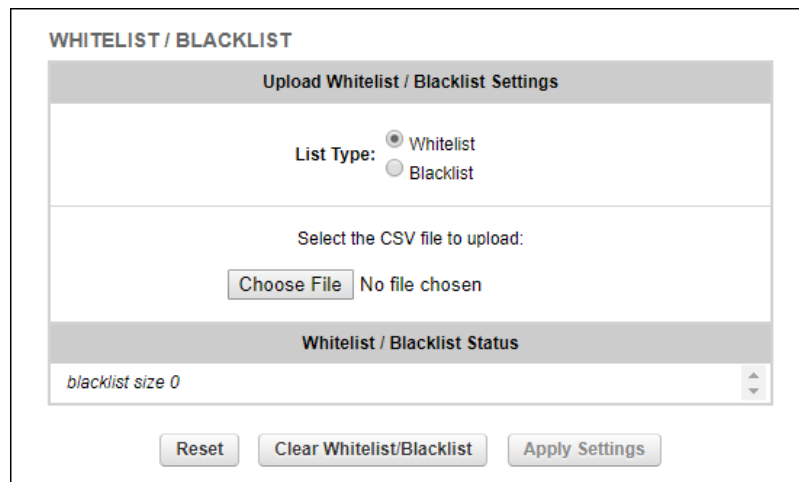 WHITELIST / BLACKLIST
Upload Whitelist / Blacklist Settings
List Type:
Whitelist
Blacklist
Select the CSV file to upload:
Choose File No file chosen
Whitelist / Blacklist Status
blacklist size 0
Reset Clear Whitelist/Blacklist Apply Settings